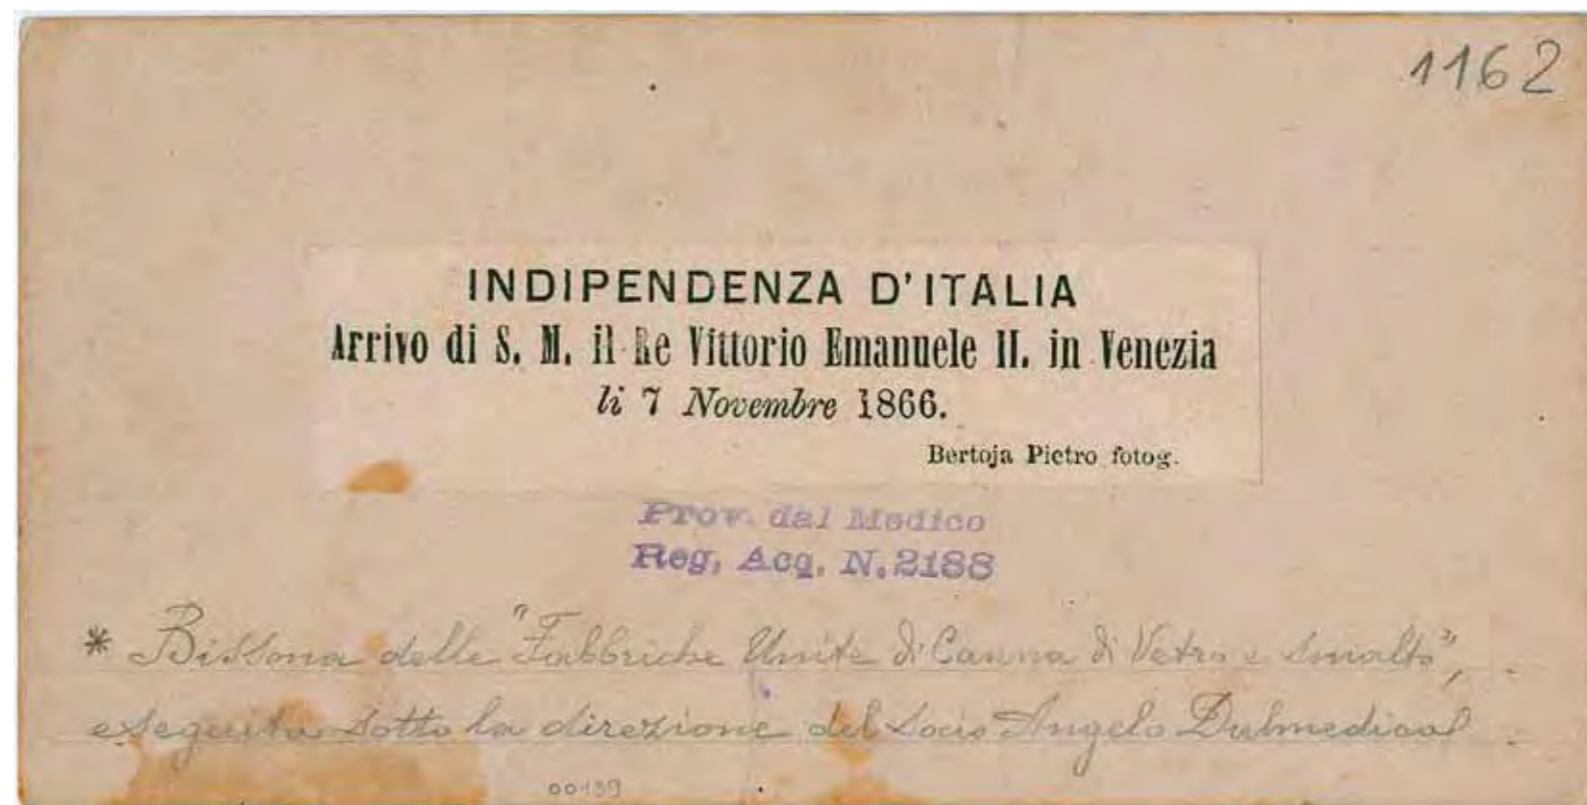 1162
INDIPENDENZA D'ITALIA
Arrivo di S. M. il Re Vittorio Emanuele II. in Venezia
li 7 Novembre 1866.
Bertoja Pietro fotog.
Prov. dal Medico
Reg. Acq. N. 2188
* Bissona delle "Fabbriche Unite di Canna di Vetro e Smalto",
eseguita sotto la direzione del socio Angelo
00139